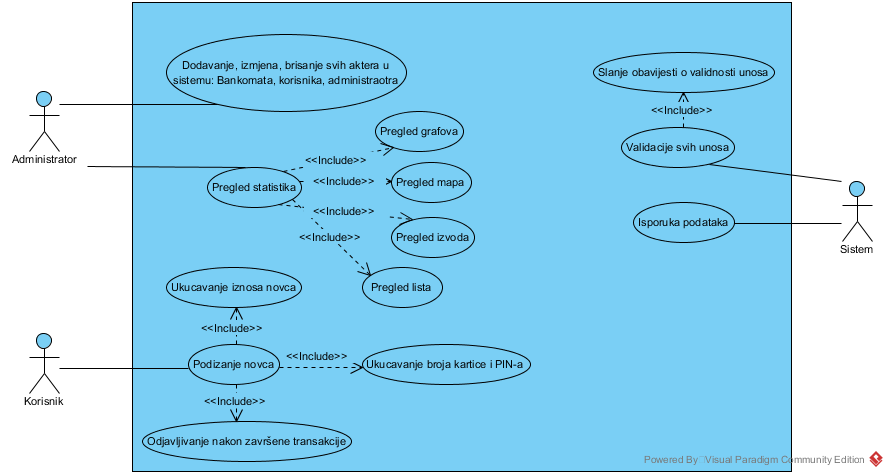 Dodavanje, izmjena, brisanje svih aktera u
sistemu: Bankomata, korisnika, administraotra
Administrator
Pregled statistika
<<Include>>
Pregled grafova
<<Include>>
Pregled mapa
<<Include>>
Pregled izvoda
<<Include>>
Pregled lista
Slanje obavijesti o validnosti unosa
<<Include>>
Validacije svih unosa
Isporuka podataka
Sistem
Ukucavanje iznosa novca
<<Include>>
Podizanje novca
<<Include>>
Ukucavanje broja kartice i PIN-a
Korisnik
<<Include>>
Odjavljivanje nakon završene transakcije
Powered By Visual Paradigm Community Edition